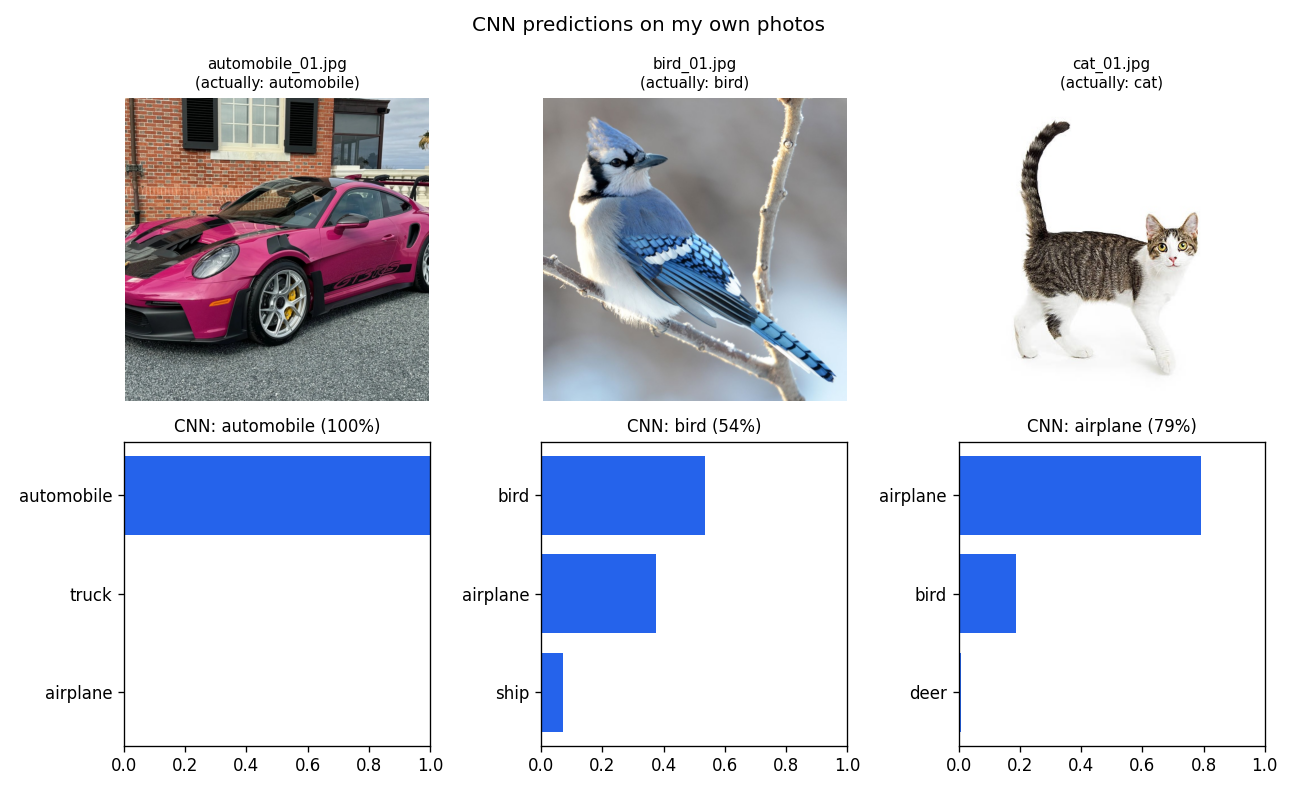 CNN predictions on my own photos
automobile_01.jpg
(actually: automobile)
bird_01.jpg
(actually: bird)
cat_01.jpg
(actually: cat)
CNN: automobile (100%)
automobile
truck
airplane
0.0 0.2 0.4 0.6 0.8 1.0
CNN: bird (54%)
bird
airplane
ship
0.0 0.2 0.4 0.6 0.8 1.0
CNN: airplane (79%)
airplane
bird
deer
0.0 0.2 0.4 0.6 0.8 1.0